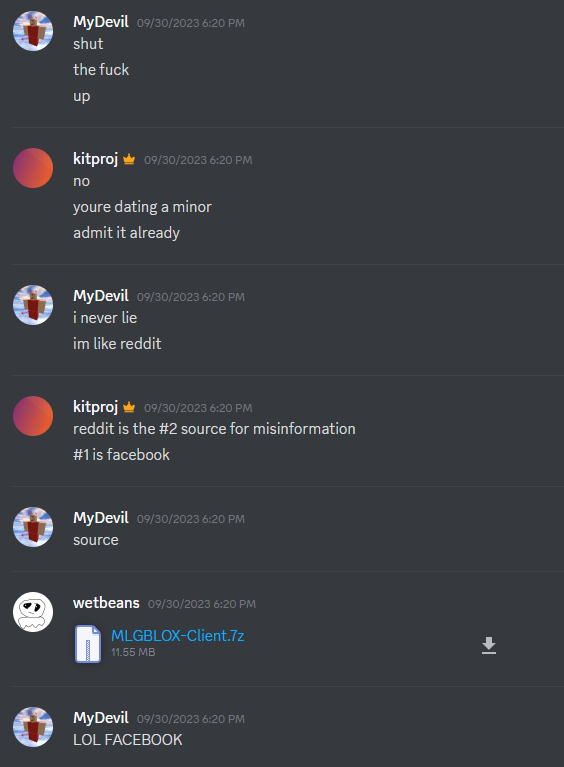 MyDevil 09/30/2023 6:20 PM
shut
the fuck
up
kitproj 09/30/2023 6:20 PM
no
youre dating a minor
admit it already
MyDevil 09/30/2023 6:20 PM
i never lie
im like reddit
kitproj 09/30/2023 6:20 PM
reddit is the #2 source for misinformation
#1 is facebook
MyDevil 09/30/2023 6:20 PM
source
wetbeans 09/30/2023 6:20 PM
MLGBLOX-Client.7z
11.55 MB
MyDevil 09/30/2023 6:20 PM
LOL FACEBOOK